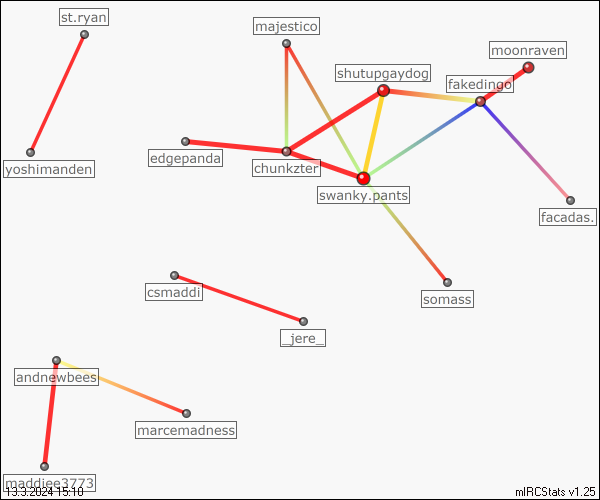 st.ryan
majestico
moonraven
shutupgaydog
fakedingo
edgepanda
chunkzter
yoshimanden
swanky.pants
facadas.
csmaddi
somass
_jere_
andnewbees
marcemadness
maddiee3773
13.3.2024 15:10
mIRCStats v1.25